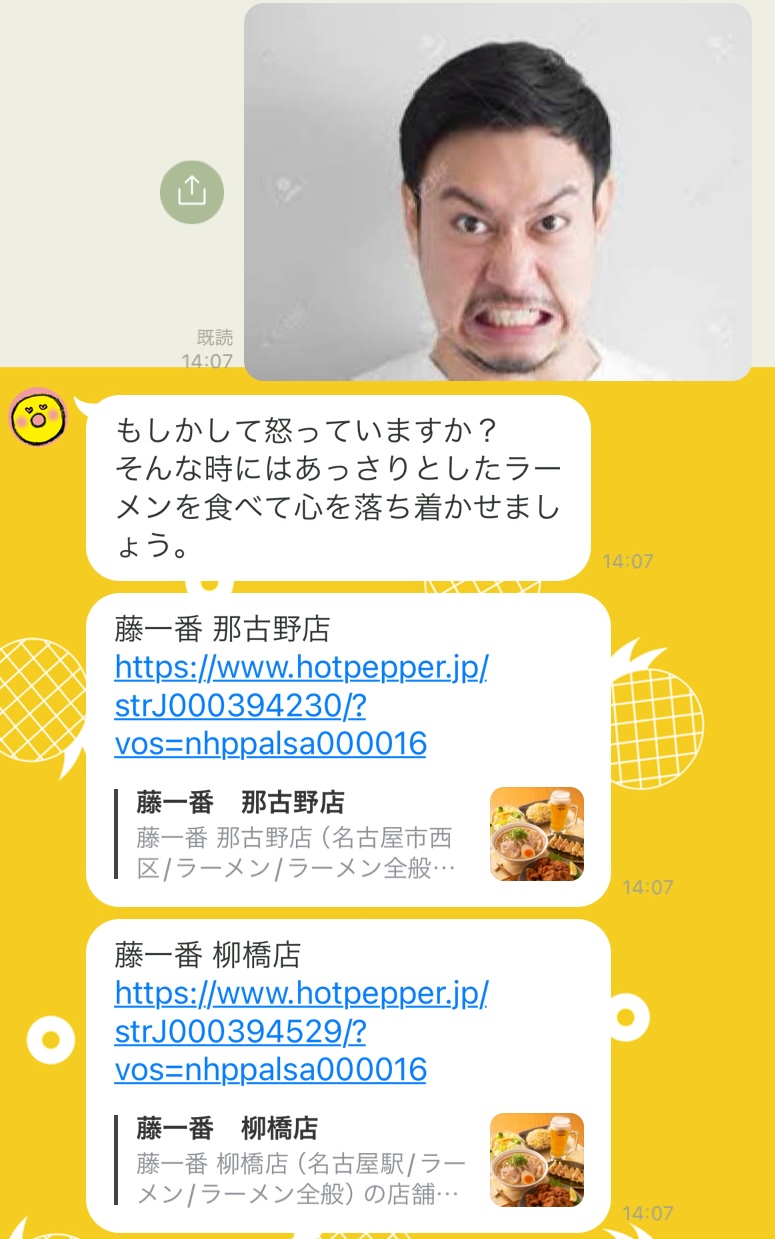 既読
14:07
もしかして怒っていますか？
そんな時にはあっさりとしたラー
メンを食べて心を落ち着かせまし
ょう。
14:07
藤一番 那古野店
https://www.hotpepper.jp/
strJ000394230/?
vos=nhppalsa000016
藤一番　那古野店
藤一番 那古野店（名古屋市西
区/ラーメン/ラーメン全般…
14:07
藤一番 柳橋店
https://www.hotpepper.jp/
strJ000394529/?
vos=nhppalsa000016
藤一番　柳橋店
藤一番 柳橋店（名古屋駅/ラー
メン/ラーメン全般）の店舗…
14:07